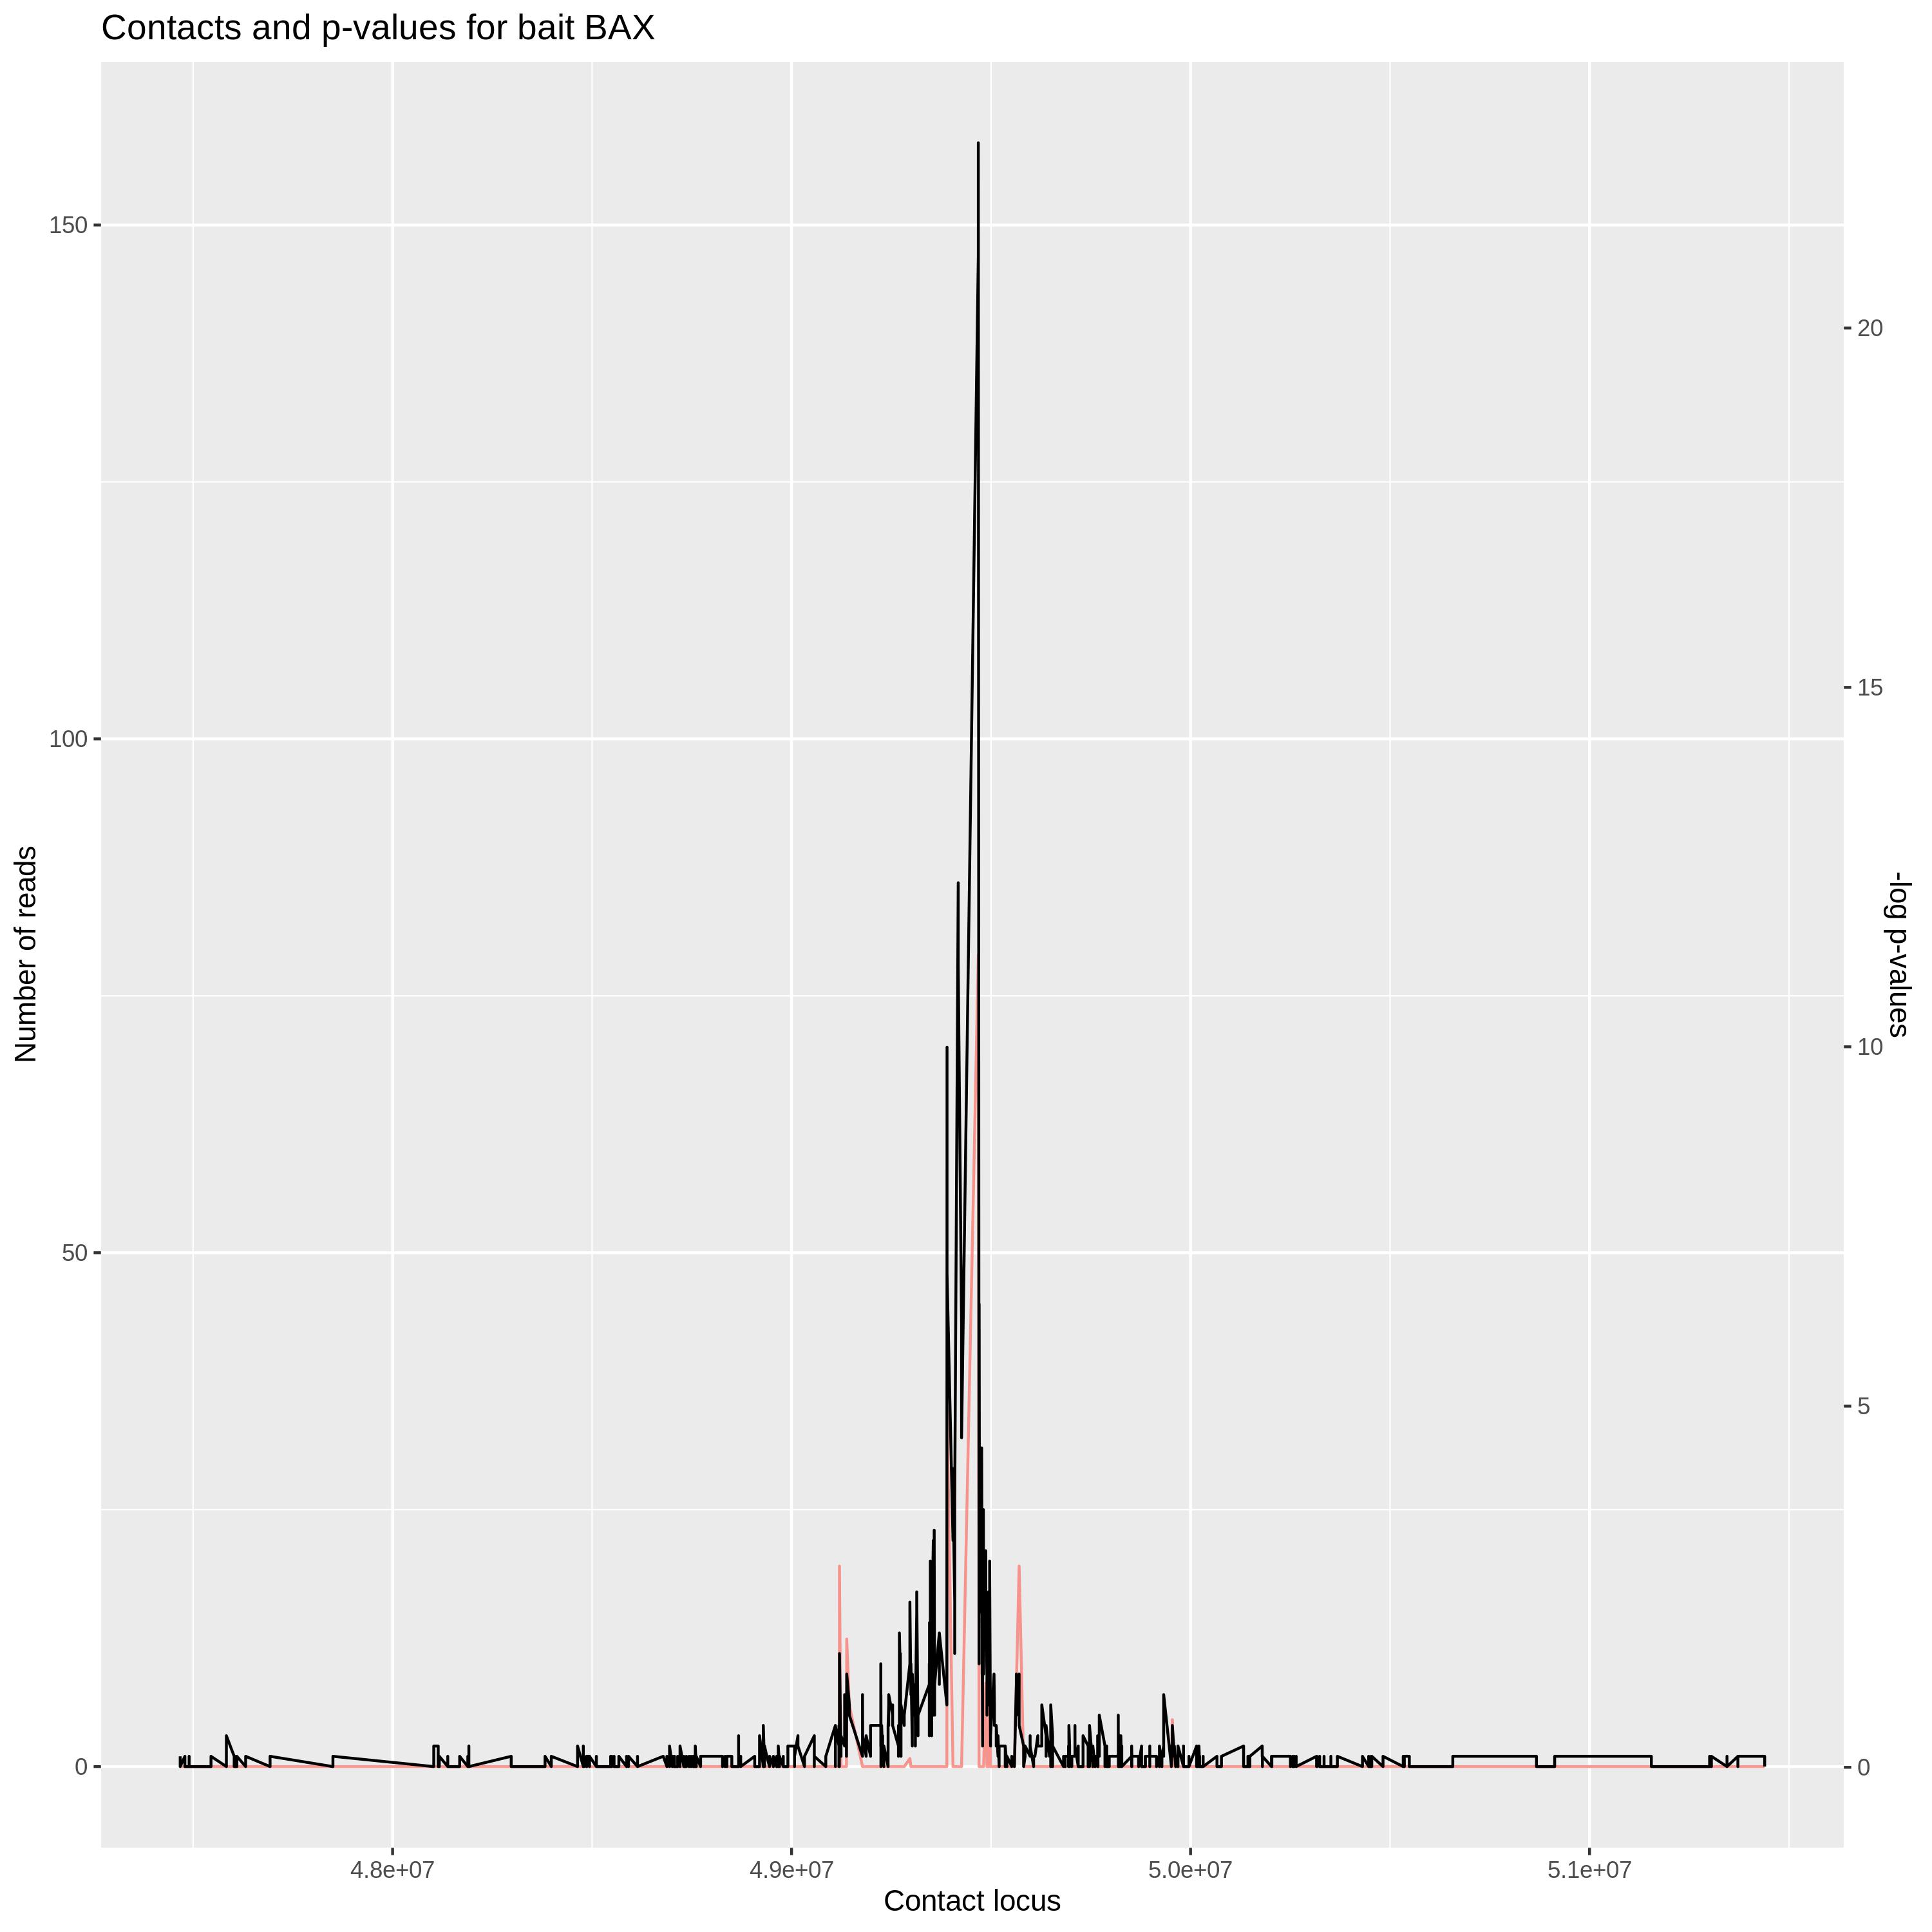 Contacts and p-values for bait BAX
150
100
50
0
Number of reads
20
15
10
5
0
-log p-values
4.8e+07
4.9e+07
5.0e+07
5.1e+07
Contact locus